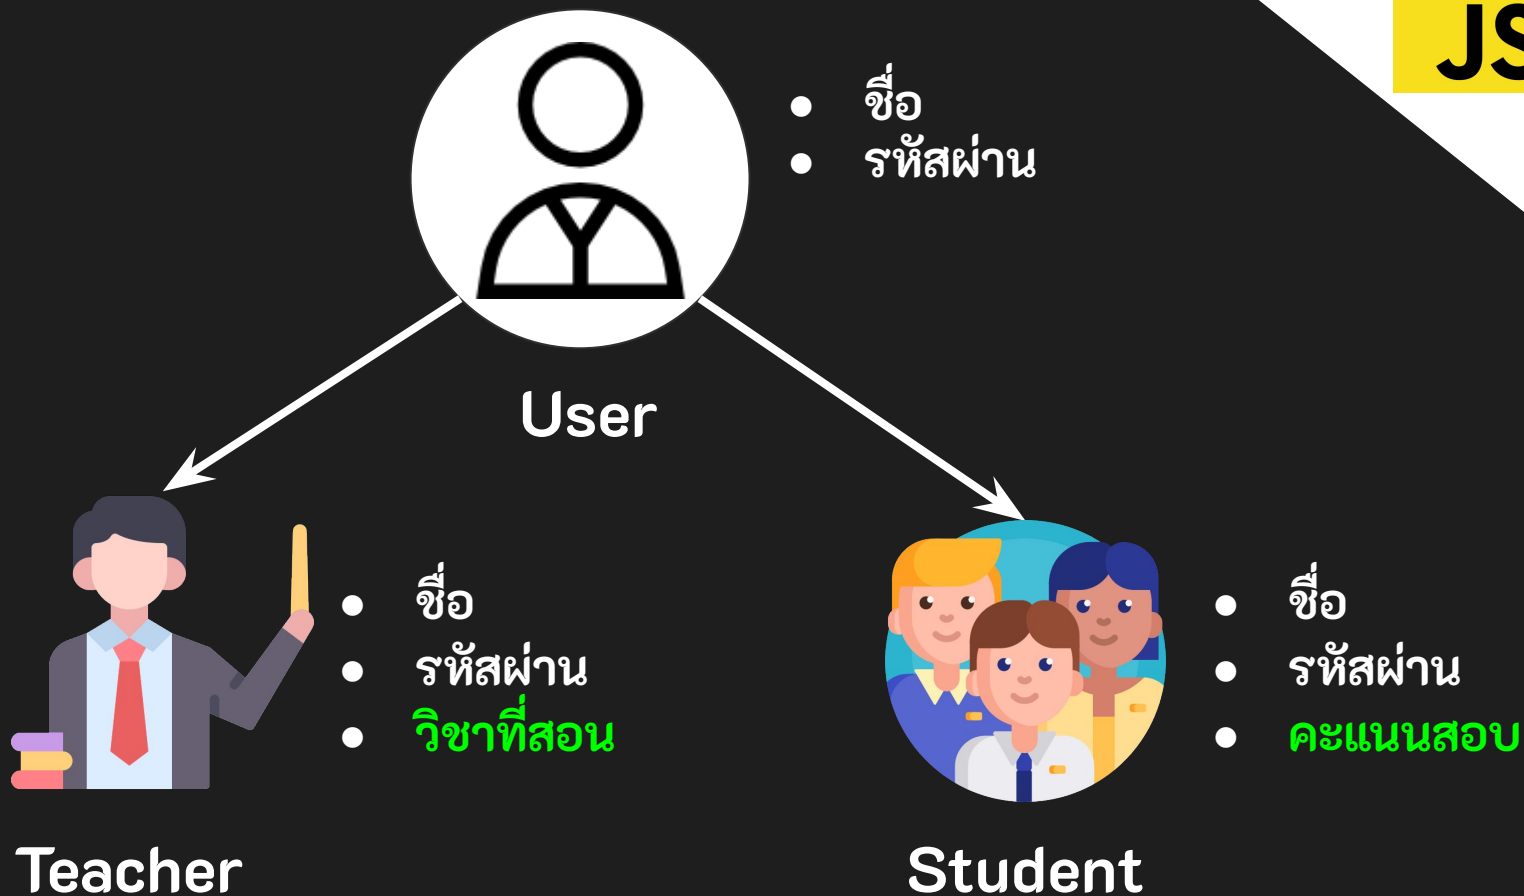 JS
ชื่อ
รหัสผ่าน
User
ชื่อ
รหัสผ่าน
วิชาที่สอน
Teacher
ชื่อ
รหัสผ่าน
คะแนนสอบ
Student